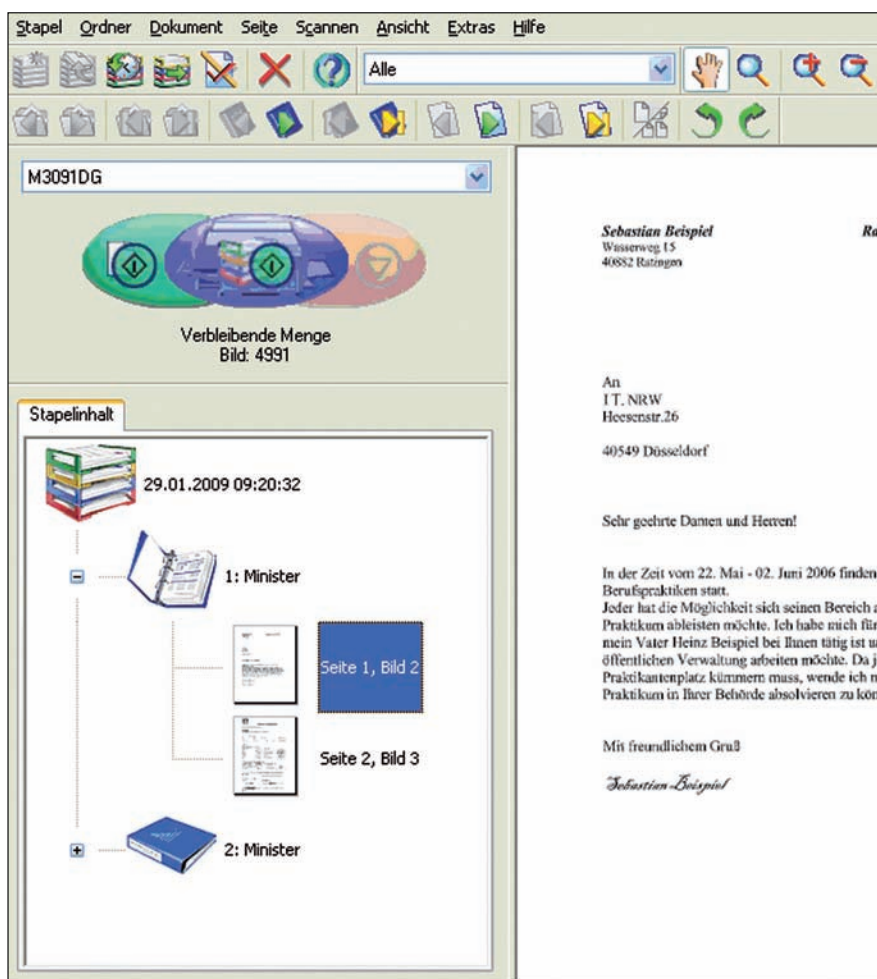 Stapel Ordner Dokument Seite Scannen Ansicht Extras Hilfe
Alle
M3091DG
Verbleibende Menge
Bild: 4991
Stapelinhalt
29.01.2009 09:20:32
1: Minister
Seite 1, Bild 2
Seite 2, Bild 3
2: Minister
Sebastian Beispiel Ra
Wasserweg 15
40882 Ratingen
An
IT. NRW
Heesenstr.26
40549 Düsseldorf
Sehr geehrte Damen und Herren!
In der Zeit vom 22. Mai - 02. Juni 2006 finden
Berufspraktiken statt.
Jeder hat die Möglichkeit sich seinen Bereich a
Praktikum ableisten möchte. Ich habe mich für
mein Vater Heinz Beispiel bei Ihnen tätig ist u
öffentlichen Verwaltung arbeiten möchte. Da j
Praktikantenplatz kümmern muss, wende ich m
Praktikum in Ihrer Behörde absolvieren zu kön
Mit freundlichem Gruß
Sebastian Beispiel